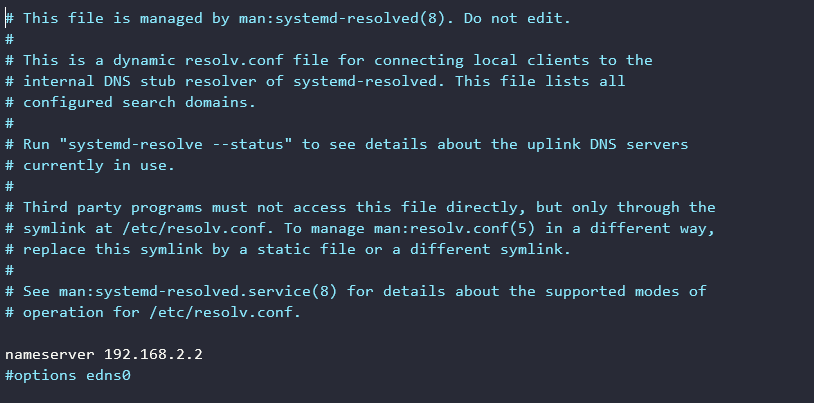 # This file is managed by man:systemd-resolved(8). Do not edit.
#
# This is a dynamic resolv.conf file for connecting local clients to the
# internal DNS stub resolver of systemd-resolved. This file lists all
# configured search domains.
#
# Run "systemd-resolve --status" to see details about the uplink DNS servers
# currently in use.
#
# Third party programs must not access this file directly, but only through the
# symlink at /etc/resolv.conf. To manage man:resolv.conf(5) in a different way,
# replace this symlink by a static file or a different symlink.
#
# See man:systemd-resolved.service(8) for details about the supported modes of
# operation for /etc/resolv.conf.

nameserver 192.168.2.2
#options edns0